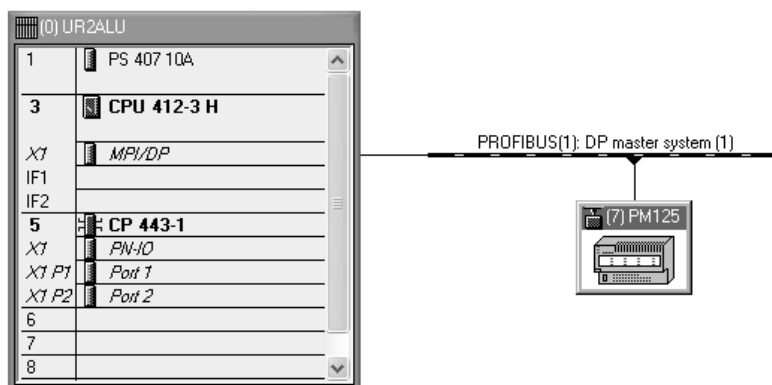 (0) UR2ALU
1 PS 407 10A
3 CPU 412-3 H
X1 MPI/DP
IF1
IF2
5 CP 443-1
X1 PN-IO
X1 P1 Port 1
X1 P2 Port 2
6
7
8
PROFIBUS(1): DP master system (1)
(7) PM125